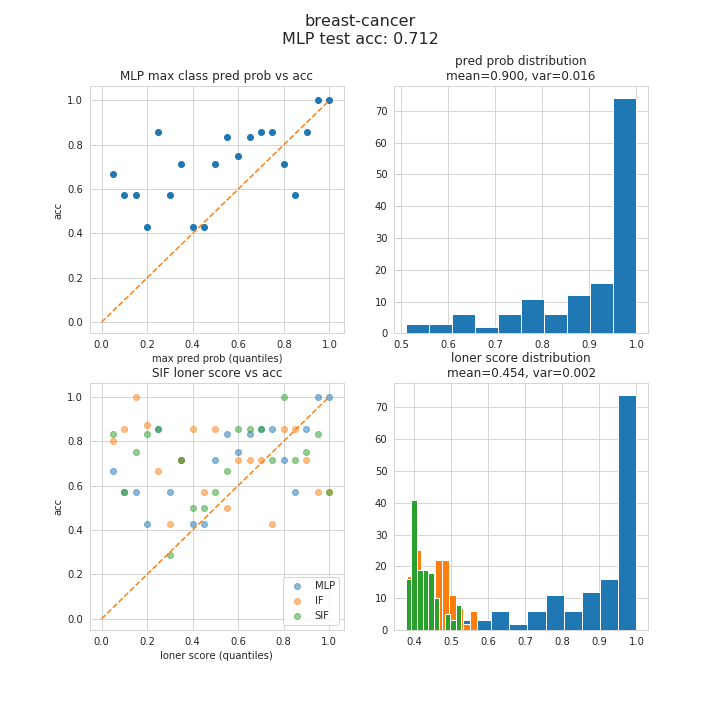 breast-cancer
MLP test acc: 0.712
MLP max class pred prob vs acc
1.0
0.8
0.6
0.4
0.2
0.0
acc
0.0 0.2 0.4 0.6 0.8 1.0
max pred prob (quantiles)
pred prob distribution
mean=0.900, var=0.016
70
60
50
40
30
20
10
0
0.5 0.6 0.7 0.8 0.9 1.0
SIF loner score vs acc
1.0
0.8
0.6
0.4
0.2
0.0
acc
MLP
IF
SIF
0.0 0.2 0.4 0.6 0.8 1.0
loner score (quantiles)
loner score distribution
mean=0.454, var=0.002
70
60
50
40
30
20
10
0
0.4 0.5 0.6 0.7 0.8 0.9 1.0